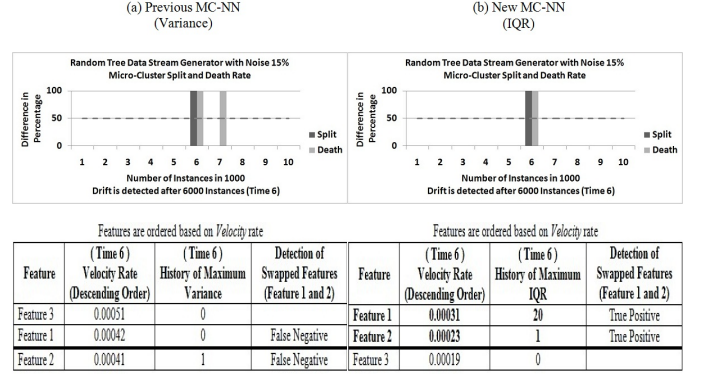 (a) Previous MC-NN
(Variance)
(b) New MC-NN
(IQR)
Random Tree Data Stream Generator with Noise 15%
Micro-Cluster Split and Death Rate
Difference in
Percentage
100
50
0
1 2 3 4 5 6 7 8 9 10
Split
Death
Number of Instances in 1000
Drift is detected after 6000 Instances (Time 6)
Random Tree Data Stream Generator with Noise 15%
Micro-Cluster Split and Death Rate
Difference in
Percentage
100
50
0
1 2 3 4 5 6 7 8 9 10
Split
Death
Number of Instances in 1000
Drift is detected after 6000 Instances (Time 6)
Features are ordered based on Velocity rate
Feature
( Time 6 )
Velocity Rate
(Descending Order)
( Time 6 )
History of Maximum
Variance
Detection of
Swapped Features
(Feature 1 and 2)
Feature 3 0.00051 0
Feature 1 0.00042 0 False Negative
Feature 2 0.00041 1 False Negative
Features are ordered based on Velocity rate
Feature
( Time 6 )
Velocity Rate
(Descending Order)
( Time 6 )
History of Maximum
IQR
Detection of
Swapped Features
(Feature 1 and 2)
Feature 1 0.00031 20 True Positive
Feature 2 0.00023 1 True Positive
Feature 3 0.00019 0